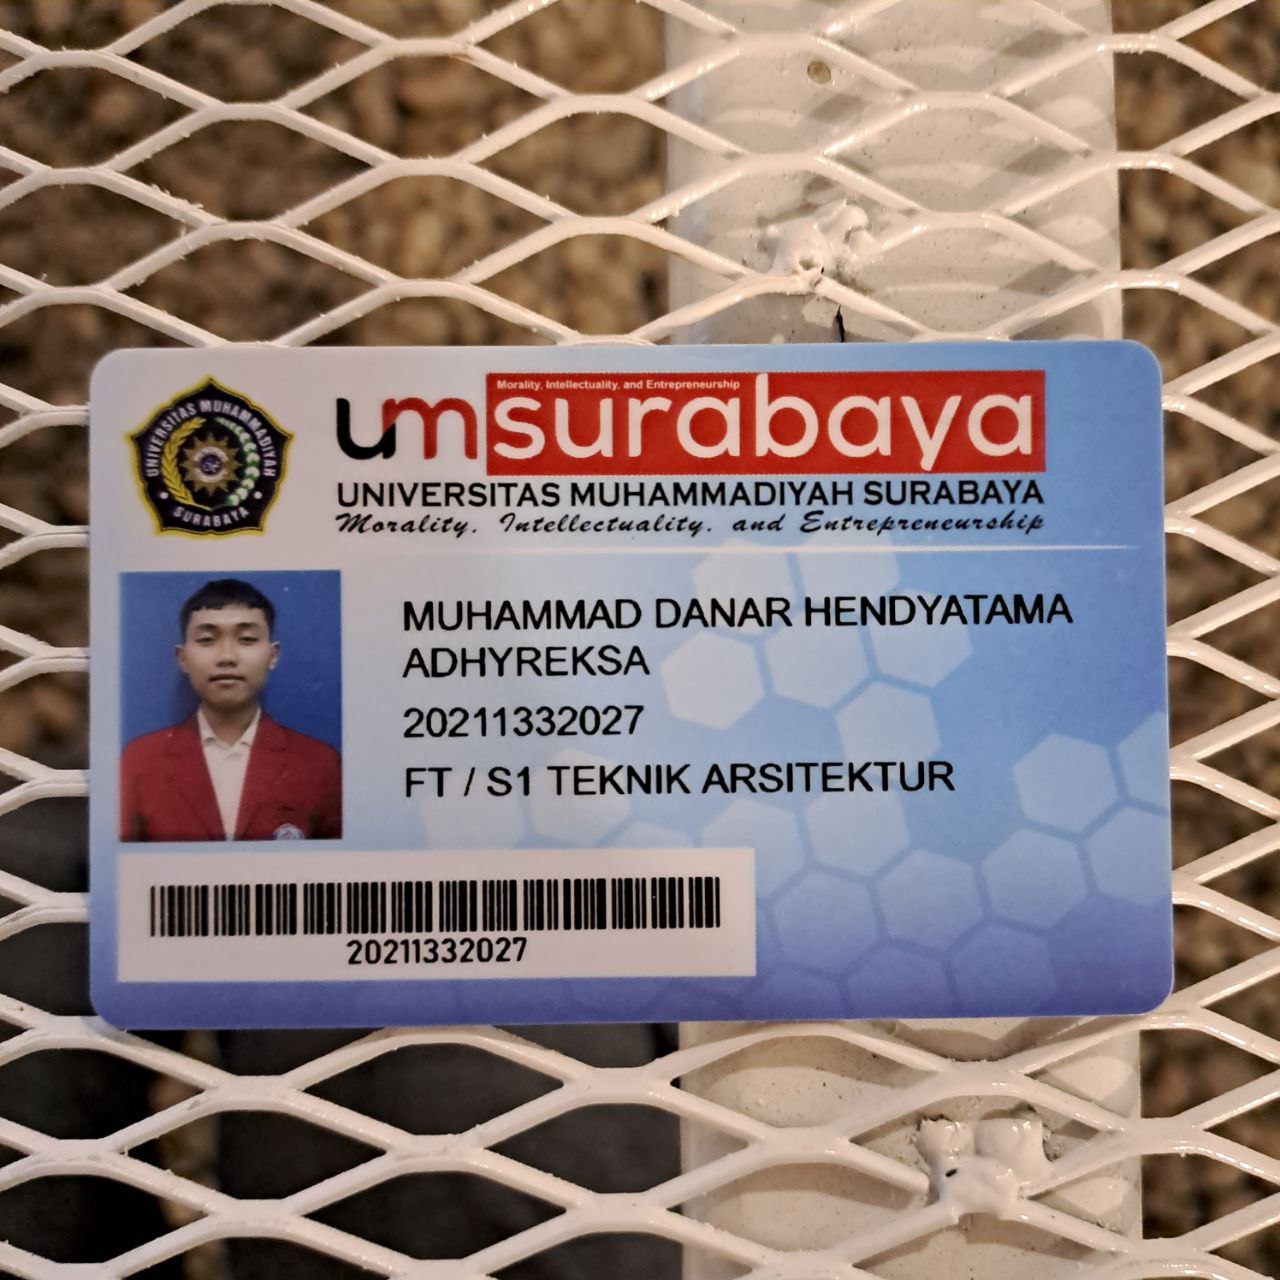 UNIVERSITAS MUHAMMADIYAH
SURABAYA
Morality, Intellectuality, and Entrepreneurship
umsurabaya
UNIVERSITAS MUHAMMADIYAH SURABAYA
Morality, Intellectuality, and Entrepreneurship
MUHAMMAD DANAR HENDYATAMA
ADHYREKSA
20211332027
FT / S1 TEKNIK ARSITEKTUR
20211332027